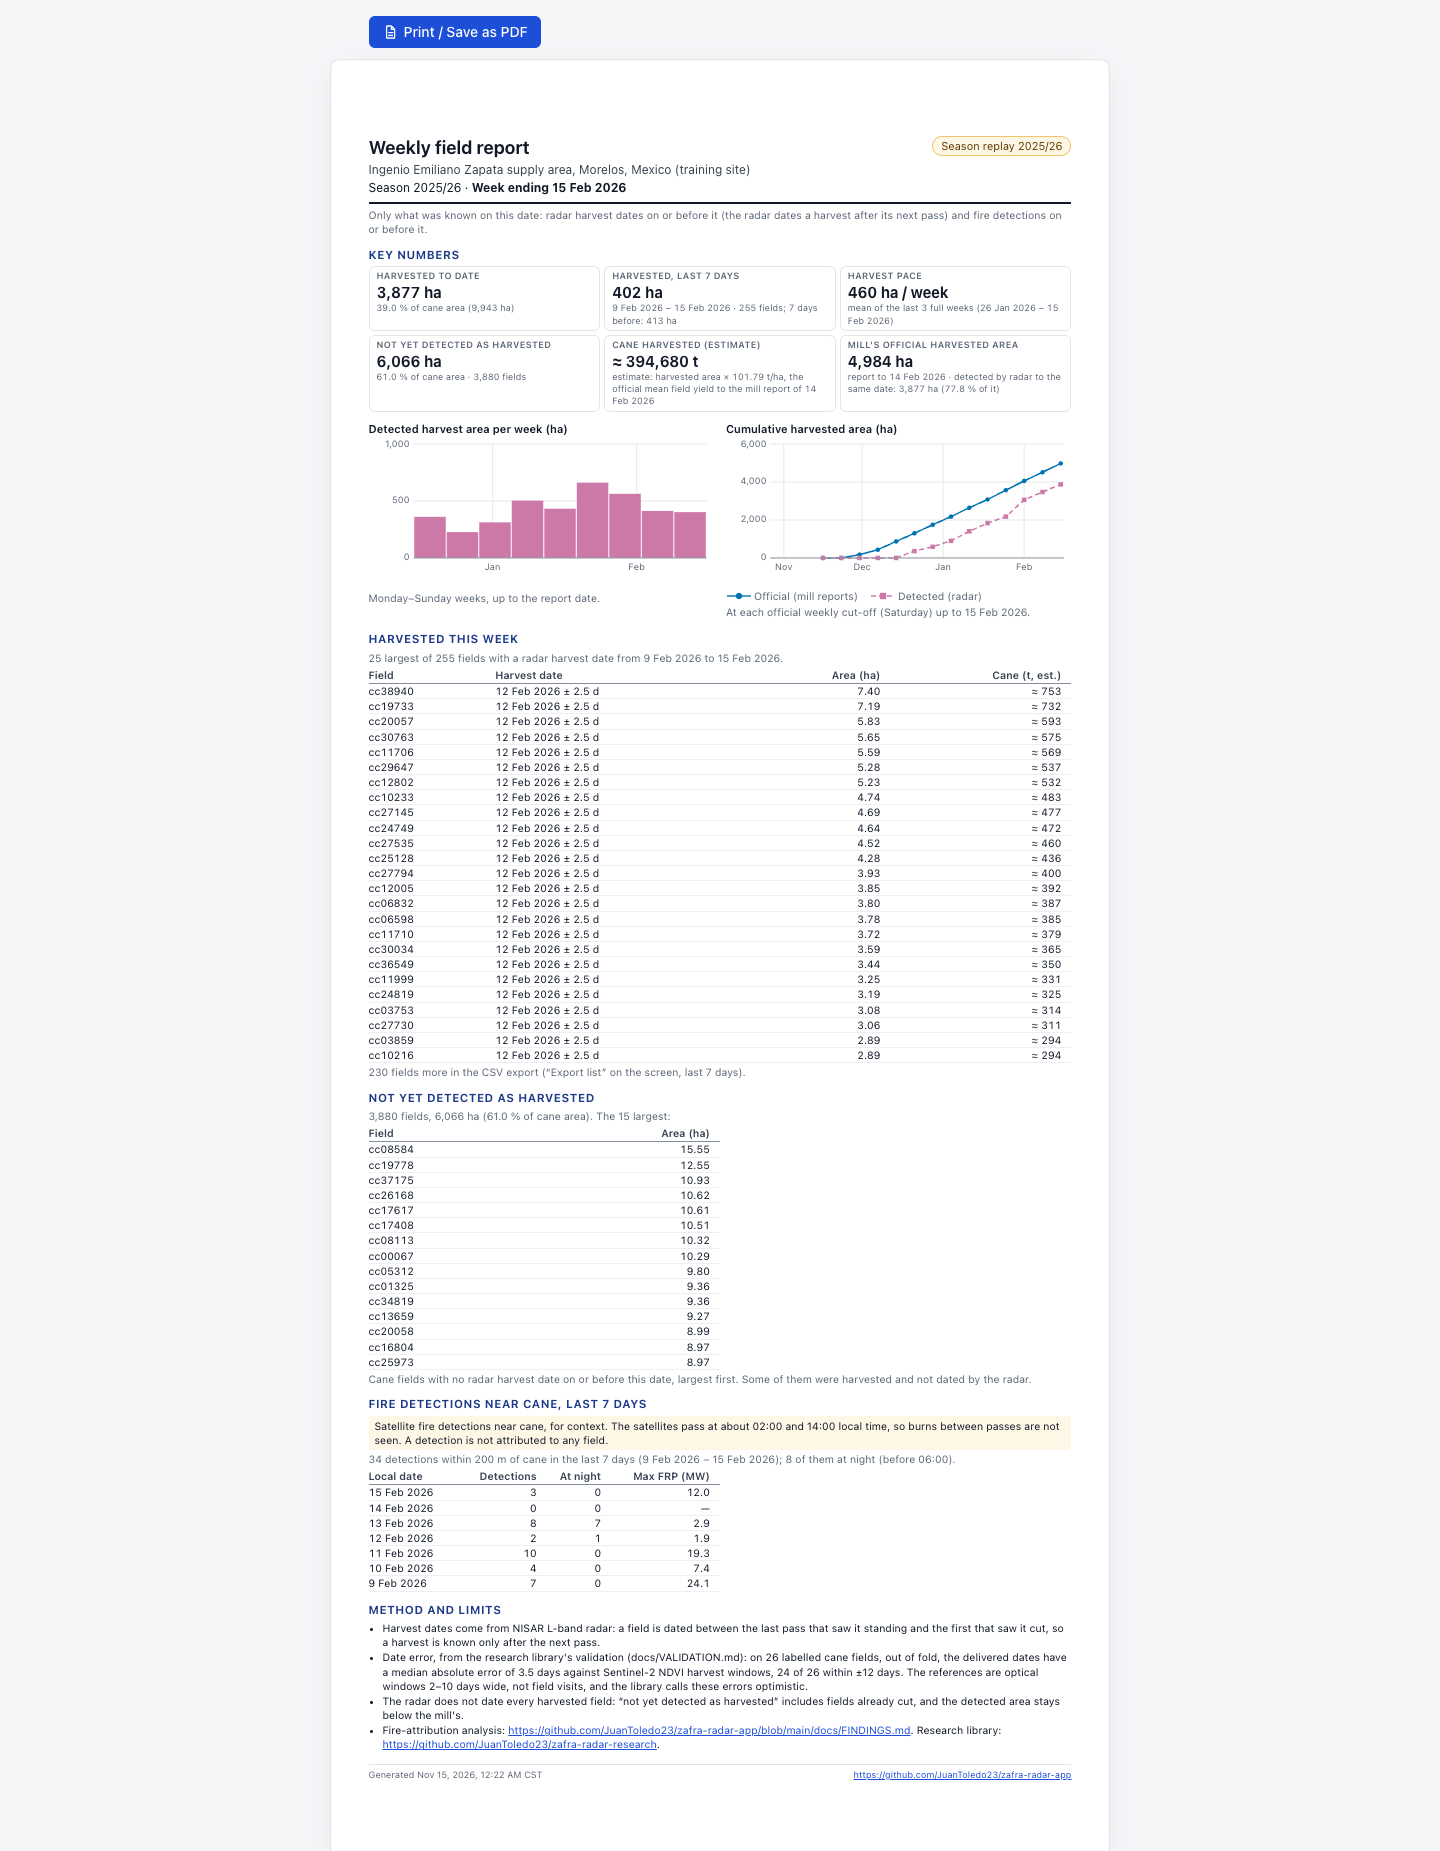 Print / Save as PDF
Weekly field report
Season replay 2025/26
Ingenio Emiliano Zapata supply area, Morelos, Mexico (training site)
Season 2025/26 · Week ending 15 Feb 2026
Only what was known on this date: radar harvest dates on or before it (the radar dates a harvest after its next pass) and fire detections on
or before it.
KEY NUMBERS
HARVESTED TO DATE
3,877 ha
39.0 % of cane area (9,943 ha)
HARVESTED, LAST 7 DAYS
402 ha
9 Feb 2026 – 15 Feb 2026 · 255 fields; 7 days
before: 413 ha
HARVEST PACE
460 ha / week
mean of the last 3 full weeks (26 Jan 2026 – 15
Feb 2026)
NOT YET DETECTED AS HARVESTED
6,066 ha
61.0 % of cane area · 3,880 fields
CANE HARVESTED (ESTIMATE)
≈ 394,680 t
estimate: harvested area × 101.79 t/ha, the
official mean field yield to the mill report of 14
Feb 2026
MILL'S OFFICIAL HARVESTED AREA
4,984 ha
report to 14 Feb 2026 · detected by radar to the
same date: 3,877 ha (77.8 % of it)
Detected harvest area per week (ha)
1,000
500
0
Jan Feb
Monday–Sunday weeks, up to the report date.
Cumulative harvested area (ha)
6,000
4,000
2,000
0
Nov Dec Jan Feb
Official (mill reports) Detected (radar)
At each official weekly cut-off (Saturday) up to 15 Feb 2026.
HARVESTED THIS WEEK
25 largest of 255 fields with a radar harvest date from 9 Feb 2026 to 15 Feb 2026.
Field Harvest date Area (ha) Cane (t, est.)
cc38940 12 Feb 2026 ± 2.5 d 7.40 ≈ 753
cc19733 12 Feb 2026 ± 2.5 d 7.19 ≈ 732
cc20057 12 Feb 2026 ± 2.5 d 5.83 ≈ 593
cc30763 12 Feb 2026 ± 2.5 d 5.65 ≈ 575
cc11706 12 Feb 2026 ± 2.5 d 5.59 ≈ 569
cc29647 12 Feb 2026 ± 2.5 d 5.28 ≈ 537
cc12802 12 Feb 2026 ± 2.5 d 5.23 ≈ 532
cc10233 12 Feb 2026 ± 2.5 d 4.74 ≈ 483
cc27145 12 Feb 2026 ± 2.5 d 4.69 ≈ 477
cc24749 12 Feb 2026 ± 2.5 d 4.64 ≈ 472
cc27535 12 Feb 2026 ± 2.5 d 4.52 ≈ 460
cc25128 12 Feb 2026 ± 2.5 d 4.28 ≈ 436
cc27794 12 Feb 2026 ± 2.5 d 3.93 ≈ 400
cc12005 12 Feb 2026 ± 2.5 d 3.85 ≈ 392
cc06832 12 Feb 2026 ± 2.5 d 3.80 ≈ 387
cc06598 12 Feb 2026 ± 2.5 d 3.78 ≈ 385
cc11710 12 Feb 2026 ± 2.5 d 3.72 ≈ 379
cc30034 12 Feb 2026 ± 2.5 d 3.59 ≈ 365
cc36549 12 Feb 2026 ± 2.5 d 3.44 ≈ 350
cc11999 12 Feb 2026 ± 2.5 d 3.25 ≈ 331
cc24819 12 Feb 2026 ± 2.5 d 3.19 ≈ 325
cc03753 12 Feb 2026 ± 2.5 d 3.08 ≈ 314
cc27730 12 Feb 2026 ± 2.5 d 3.06 ≈ 311
cc03859 12 Feb 2026 ± 2.5 d 2.89 ≈ 294
cc10216 12 Feb 2026 ± 2.5 d 2.89 ≈ 294
230 fields more in the CSV export (“Export list” on the screen, last 7 days).
NOT YET DETECTED AS HARVESTED
3,880 fields, 6,066 ha (61.0 % of cane area). The 15 largest:
Field Area (ha)
cc08584 15.55
cc19778 12.55
cc37175 10.93
cc26168 10.62
cc17617 10.61
cc17408 10.51
cc08113 10.32
cc00067 10.29
cc05312 9.80
cc01325 9.36
cc34819 9.36
cc13659 9.27
cc20058 8.99
cc16804 8.97
cc25973 8.97
Cane fields with no radar harvest date on or before this date, largest first. Some of them were harvested and not dated by the radar.
FIRE DETECTIONS NEAR CANE, LAST 7 DAYS
Satellite fire detections near cane, for context. The satellites pass at about 02:00 and 14:00 local time, so burns between passes are not
seen. A detection is not attributed to any field.
34 detections within 200 m of cane in the last 7 days (9 Feb 2026 – 15 Feb 2026); 8 of them at night (before 06:00).
Local date Detections At night Max FRP (MW)
15 Feb 2026 3 0 12.0
14 Feb 2026 0 0 —
13 Feb 2026 8 7 2.9
12 Feb 2026 2 1 1.9
11 Feb 2026 10 0 19.3
10 Feb 2026 4 0 7.4
9 Feb 2026 7 0 24.1
METHOD AND LIMITS
• Harvest dates come from NISAR L-band radar: a field is dated between the last pass that saw it standing and the first that saw it cut, so
a harvest is known only after the next pass.
• Date error, from the research library's validation (docs/VALIDATION.md): on 26 labelled cane fields, out of fold, the delivered dates have
a median absolute error of 3.5 days against Sentinel-2 NDVI harvest windows, 24 of 26 within ±12 days. The references are optical
windows 2–10 days wide, not field visits, and the library calls these errors optimistic.
• The radar does not date every harvested field: “not yet detected as harvested” includes fields already cut, and the detected area stays
below the mill's.
• Fire-attribution analysis: https://github.com/JuanToledo23/zafra-radar-app/blob/main/docs/FINDINGS.md. Research library:
https://github.com/JuanToledo23/zafra-radar-research.
Generated Nov 15, 2026, 12:22 AM CST
https://github.com/JuanToledo23/zafra-radar-app